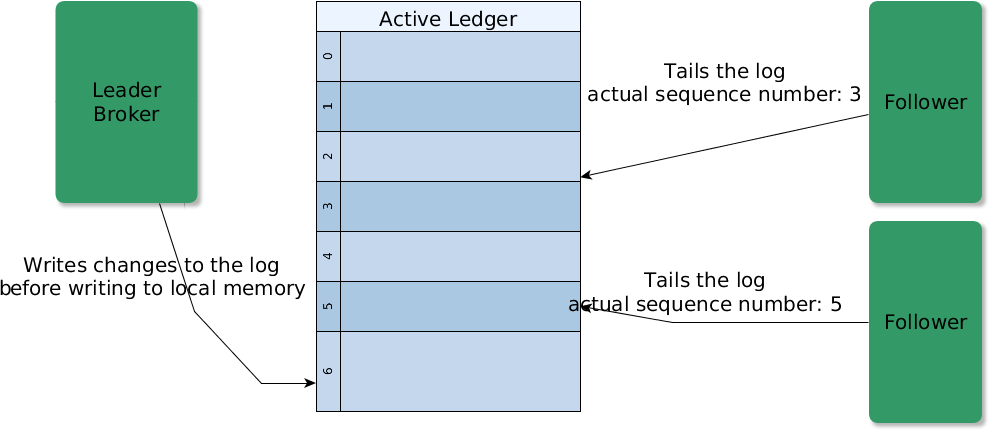 Active Ledger
Leader
Broker
0
1
2
3
4
5
6
Writes changes to the log
before writing to local memory
Tails the log
actual sequence number: 3
Follower
Tails the log
actual sequence number: 5
Follower